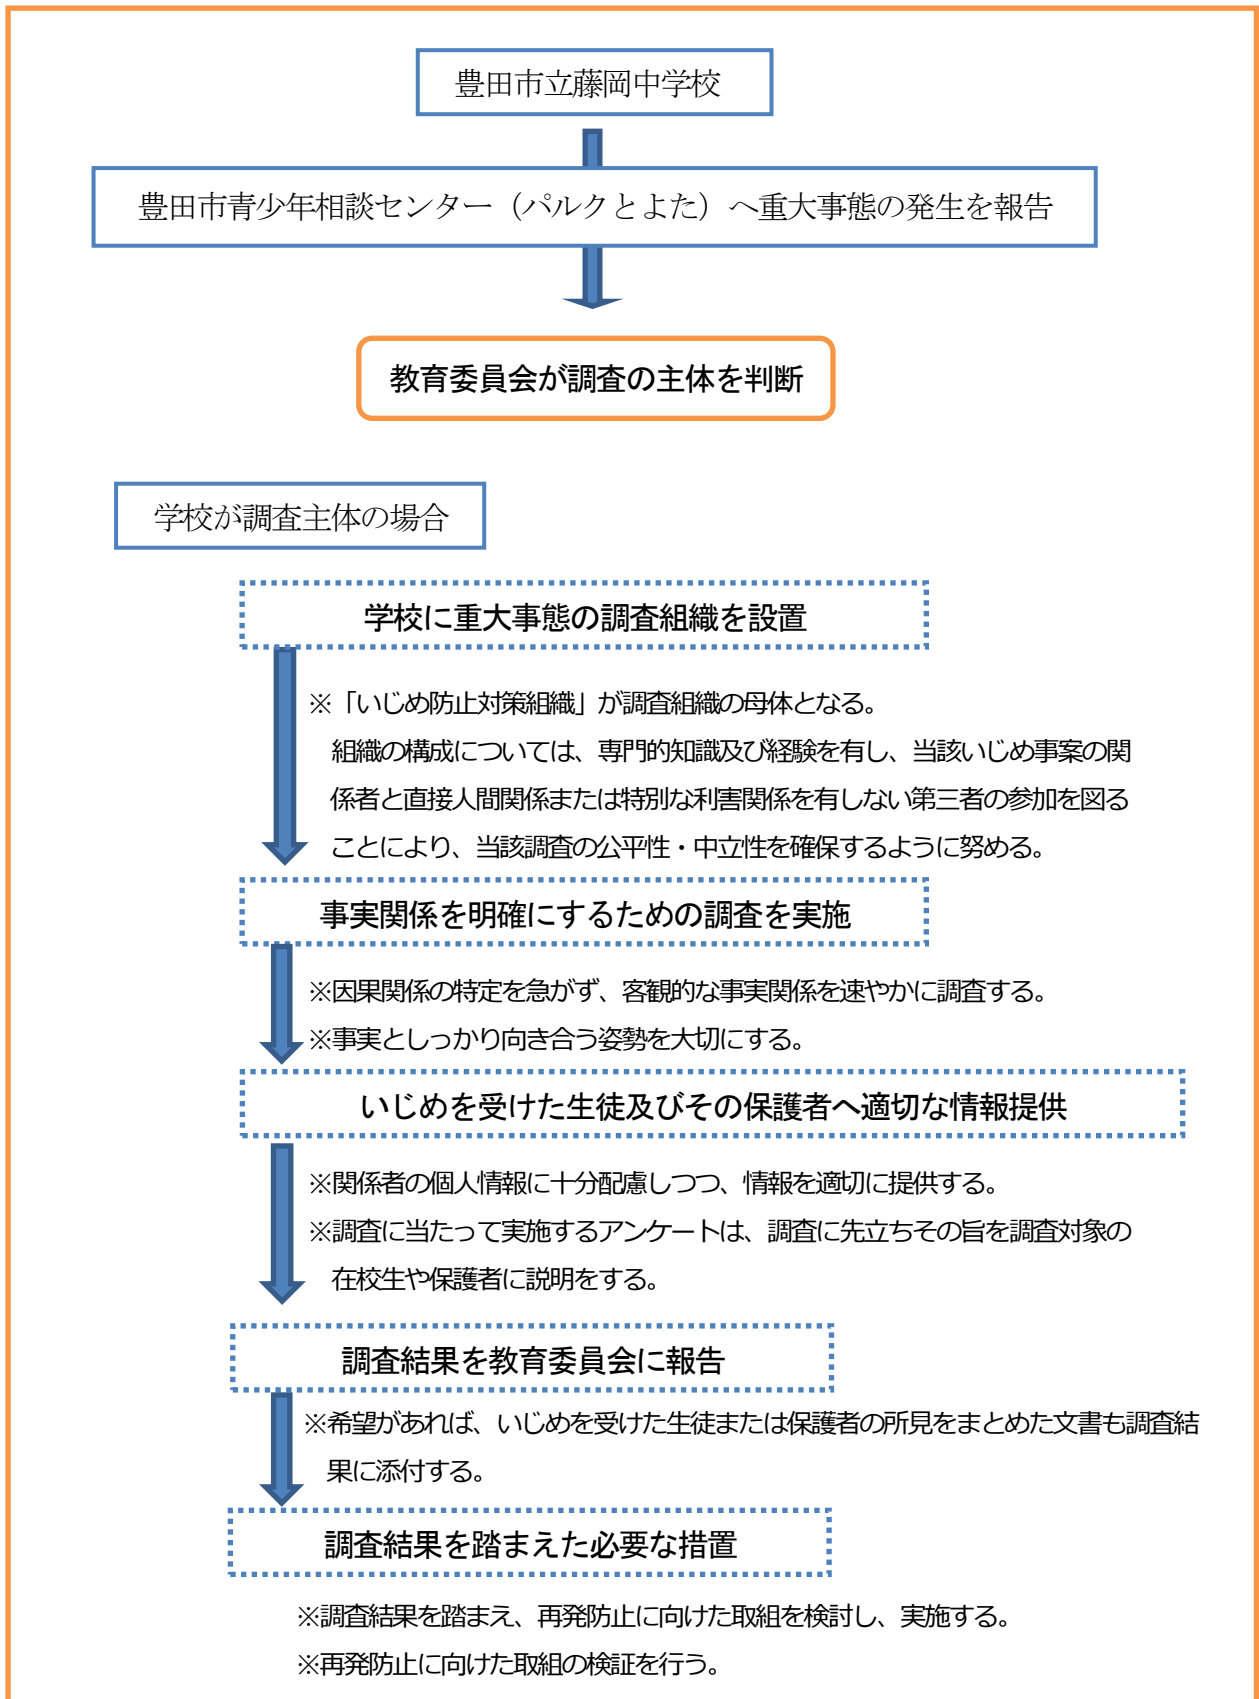 豊田市立藤岡中学校
豊田市青少年相談センター（パルクとよた）へ重大事態の発生を報告
教育委員会が調査の主体を判断
学校が調査主体の場合
学校に重大事態の調査組織を設置
※「いじめ防止対策組織」が調査組織の母体となる。
組織の構成については、専門的知識及び経験を有し、当該いじめ事案の関
係者と直接人間関係または特別な利害関係を有しない第三者の参加を図る
ことにより、当該調査の公平性・中立性を確保するように努める。
事実関係を明確にするための調査を実施
※因果関係の特定を急がず、客観的な事実関係を速やかに調査する。
※事実としっかり向き合う姿勢を大切にする。
いじめを受けた生徒及びその保護者へ適切な情報提供
※関係者の個人情報に十分配慮しつつ、情報を適切に提供する。
※調査に当たって実施するアンケートは、調査に先立ちその旨を調査対象の
在校生や保護者に説明をする。
調査結果を教育委員会に報告
※希望があれば、いじめを受けた生徒または保護者の所見をまとめた文書も調査結
果に添付する。
調査結果を踏まえた必要な措置
※調査結果を踏まえ、再発防止に向けた取組を検討し、実施する。
※再発防止に向けた取組の検証を行う。